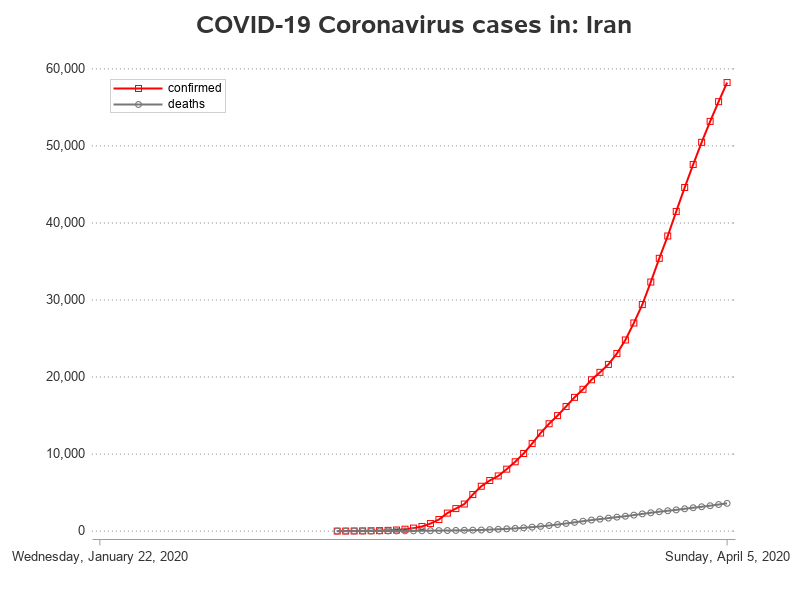 COVID-19 Coronavirus cases in: Iran
60,000
confirmed
deaths
50,000
40,000
30,000
20,000
10,000
0
Wednesday, January 22, 2020 Sunday, April 5, 2020